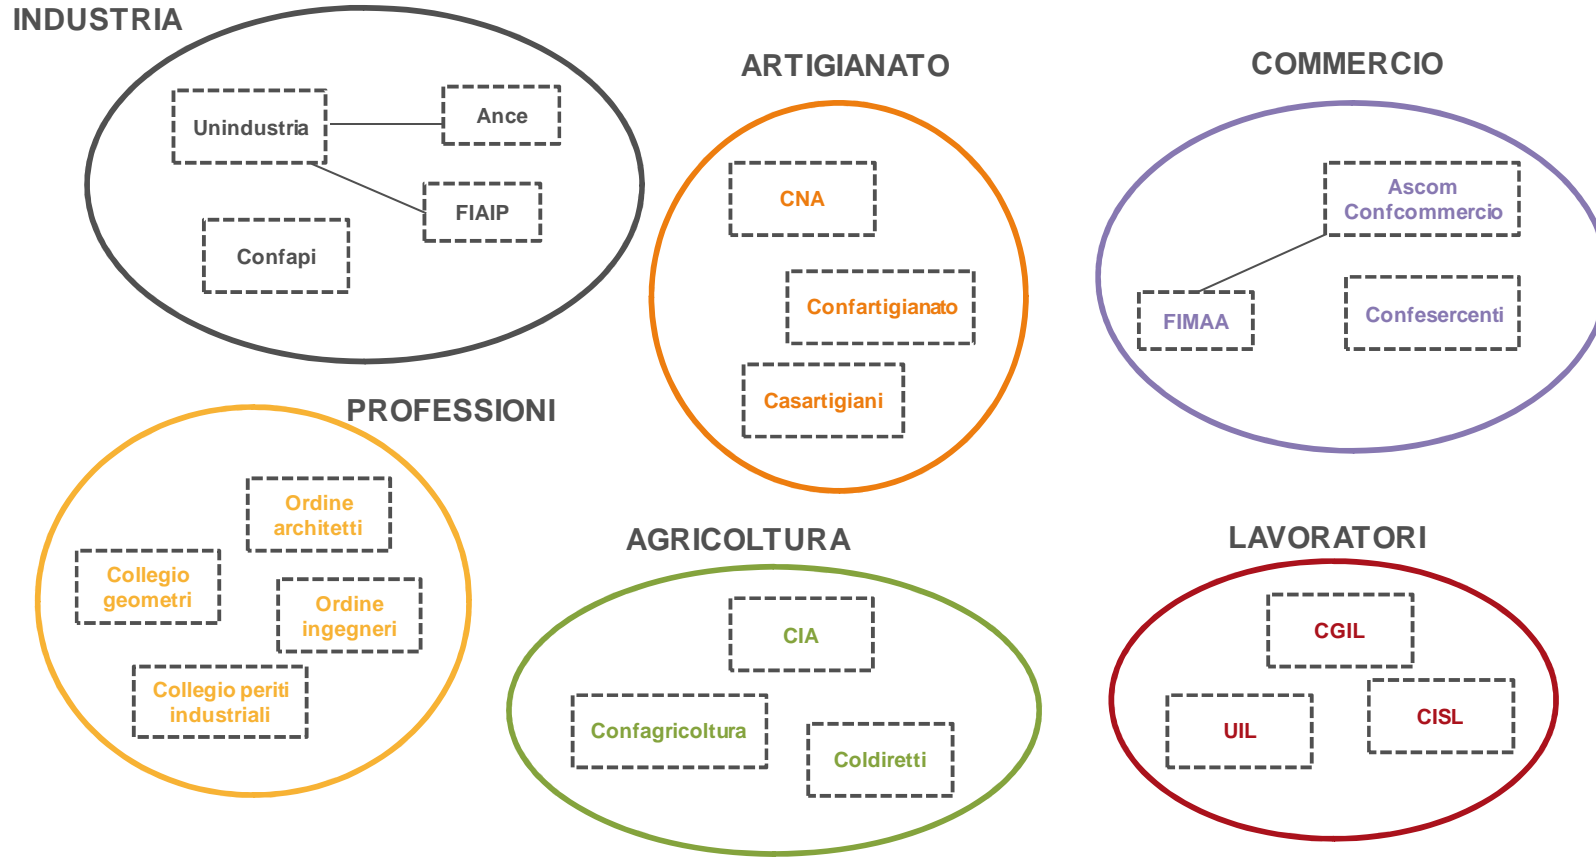 INDUSTRIA
Unindustria
Ance
FIAIP
Confapi
ARTIGIANATO
CNA
Confartigianato
Casartigiani
COMMERCIO
Ascom
Confcommercio
FIMAA
Confesercenti
PROFESSIONI
Ordine
architetti
Collegio
geometri
Ordine
ingegneri
Collegio periti
industriali
AGRICOLTURA
CIA
Confagricoltura
Coldiretti
LAVORATORI
CGIL
CISL
UIL